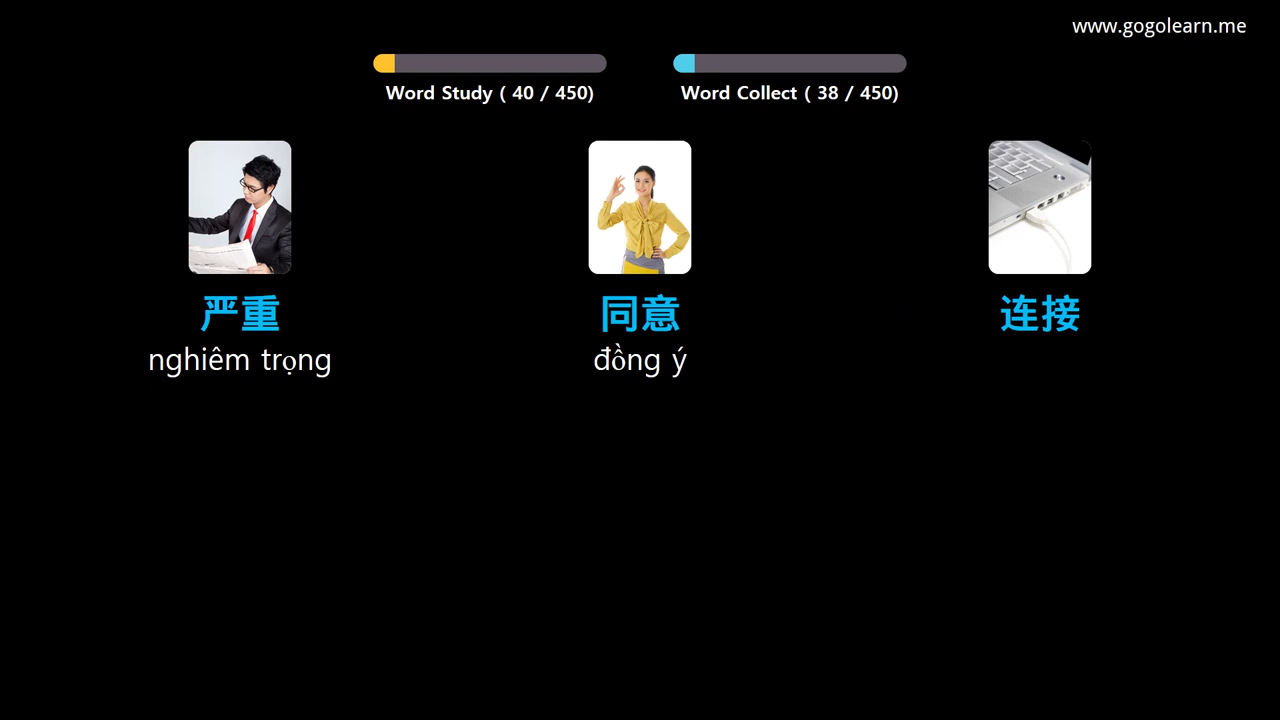 www.gogolearn.me
Word Study ( 40 / 450)
Word Collect ( 38 / 450)
严重
同意
连接
nghiêm trọng
đồng ý